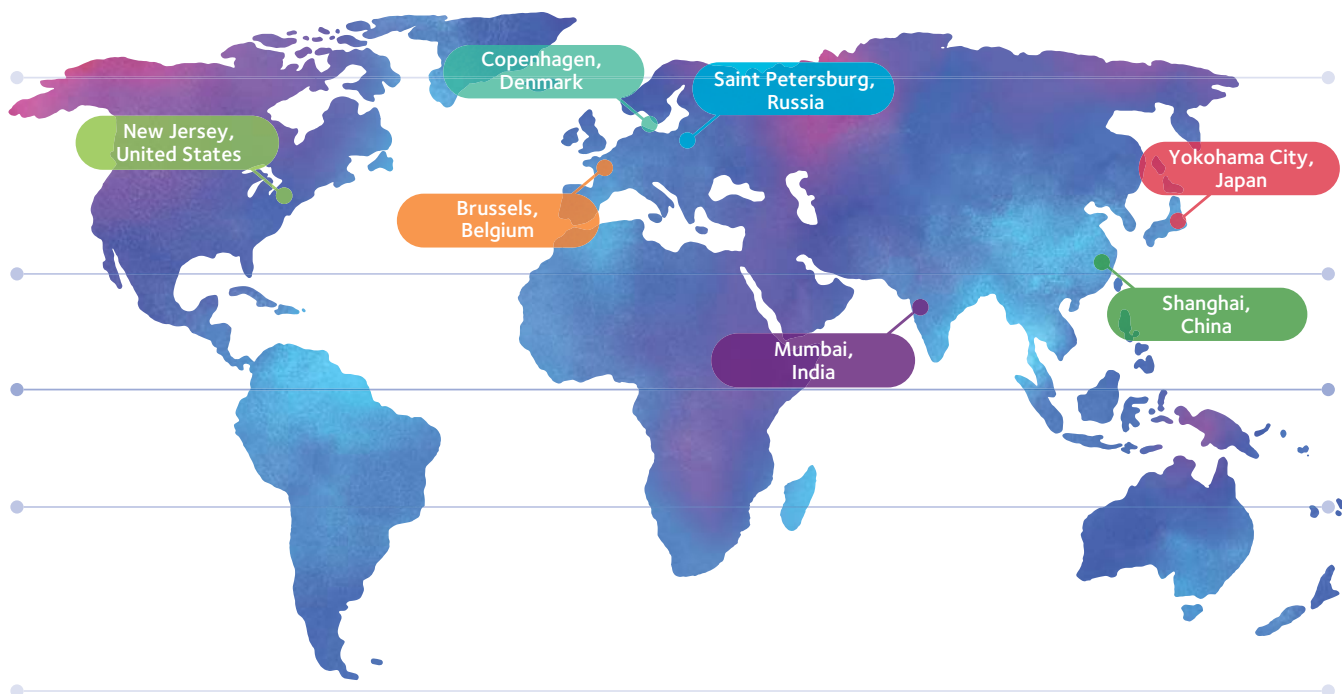 Copenhagen,
Denmark
Saint Petersburg,
Russia
New Jersey,
United States
Yokohama City,
Japan
Brussels,
Belgium
Shanghai,
China
Mumbai,
India